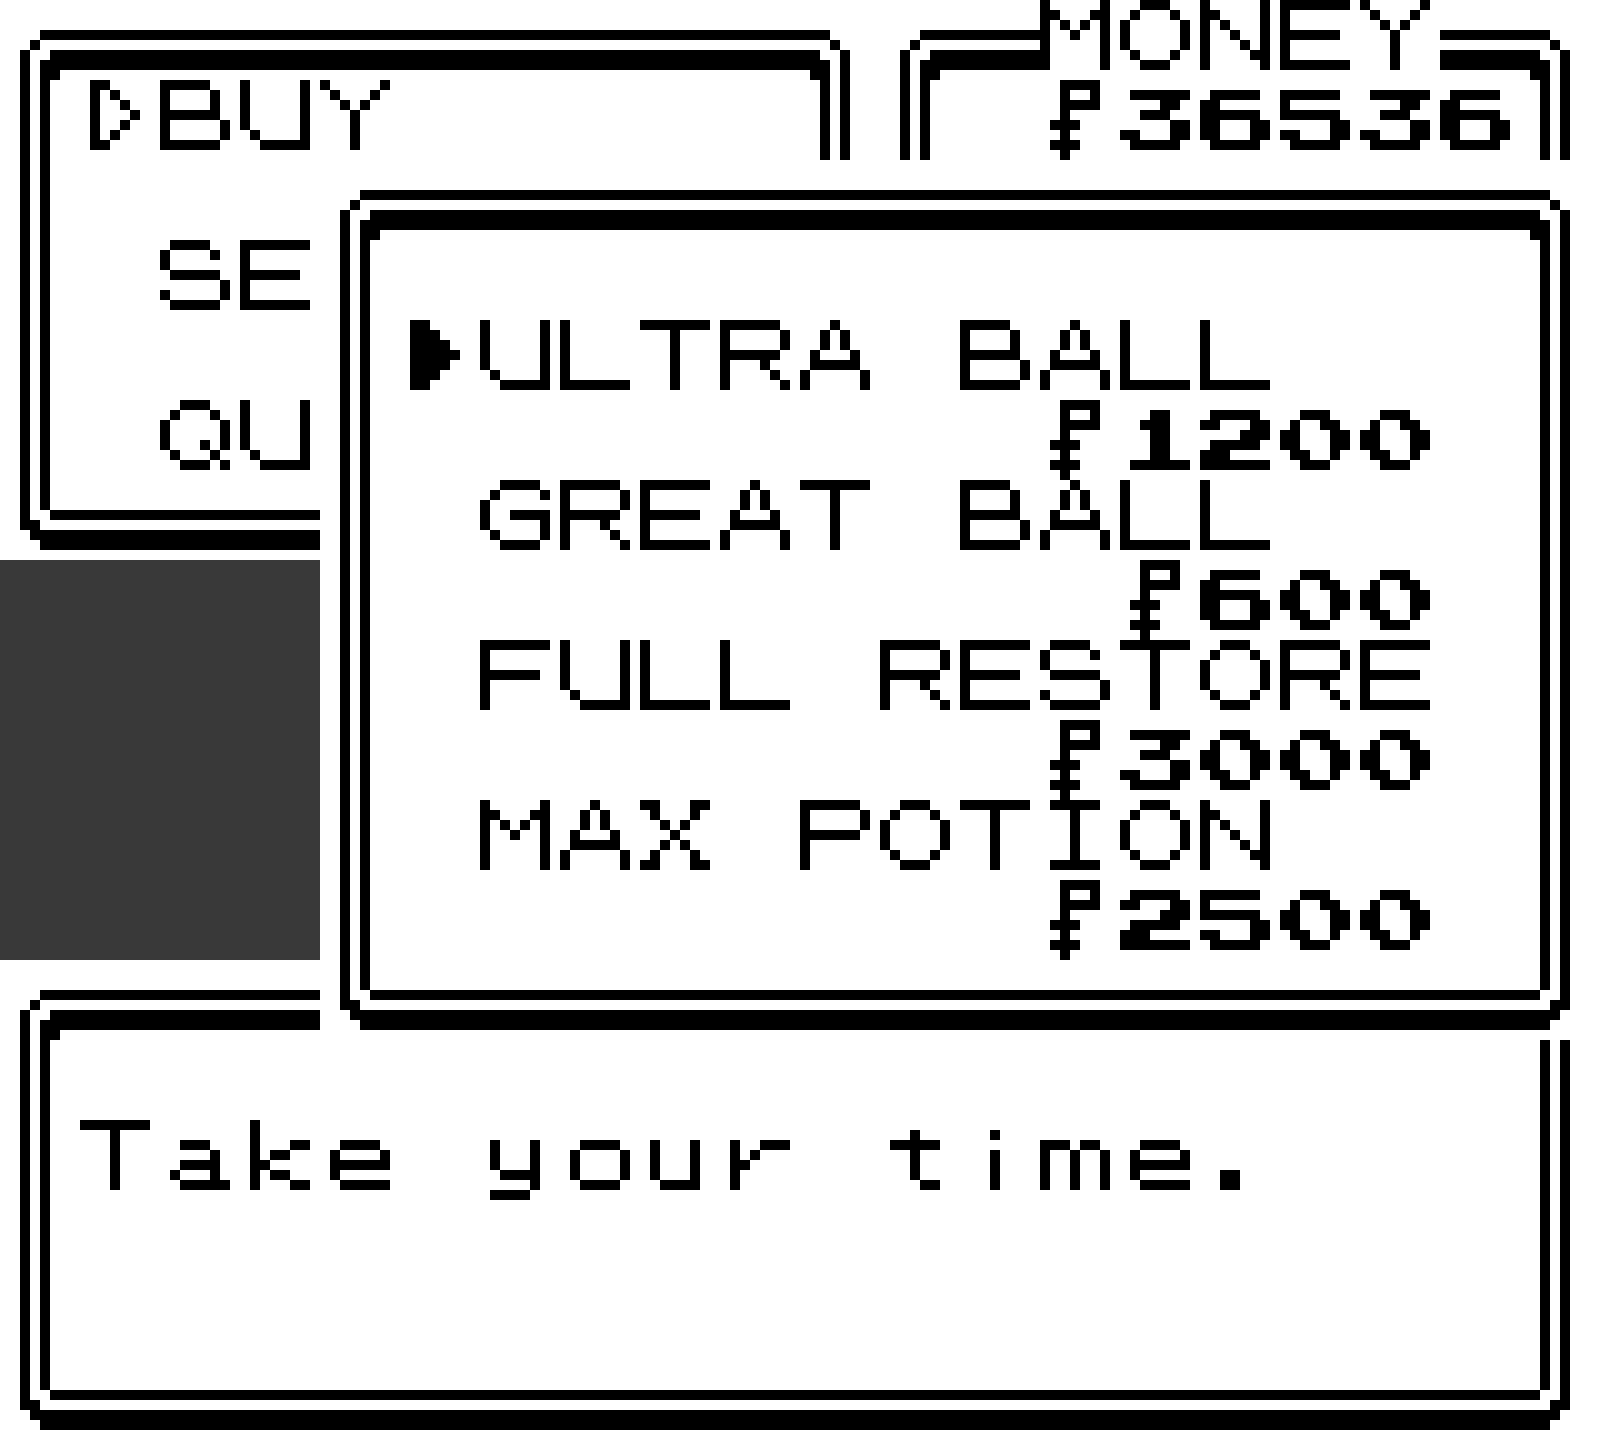 MONEY
▷BUY
₽36536
SE
▶ULTRA BALL
₽1200
QU
GREAT BALL
₽600
FULL RESTORE
₽3000
MAX POTION
₽2500
Take your time.